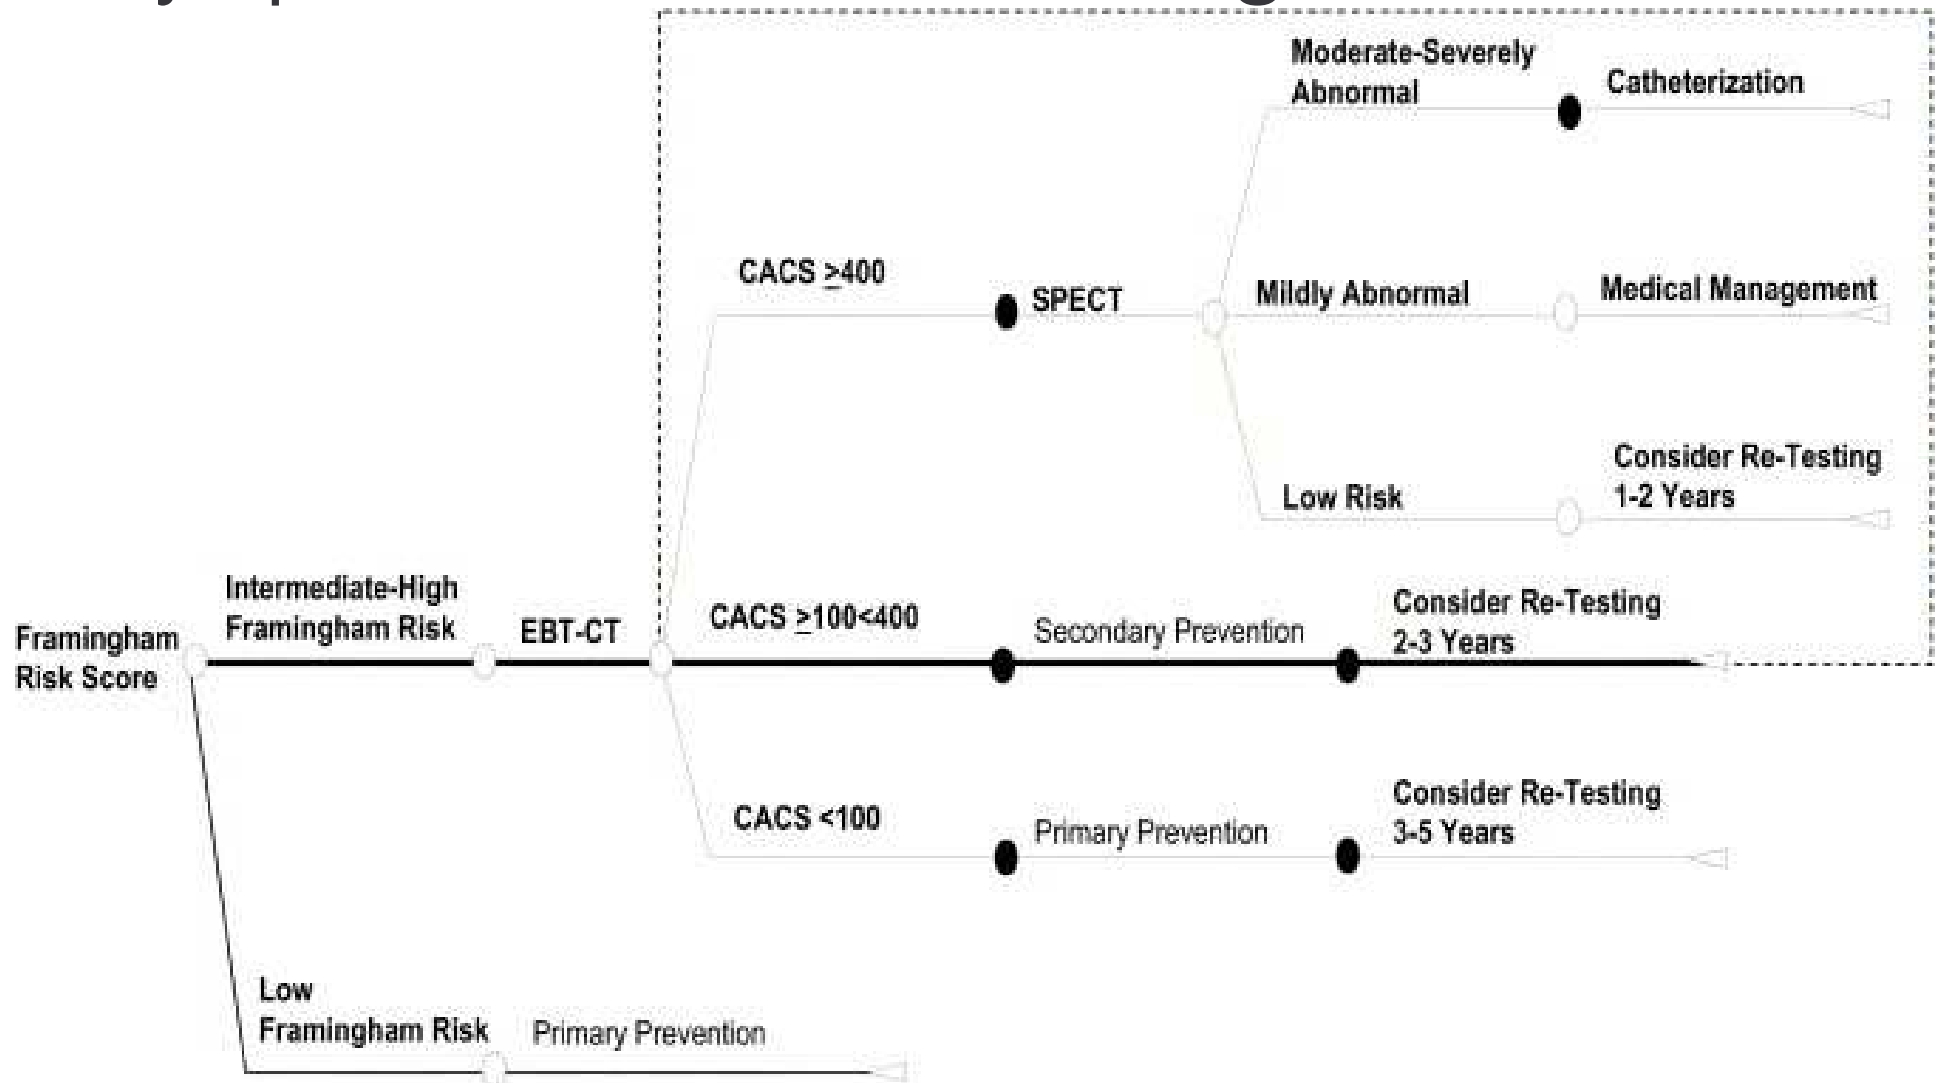 Moderate-Severely
Abnormal
Catheterization
CACS ≥400
SPECT
Mildly Abnormal
Medical Management
Low Risk
Consider Re-Testing
1-2 Years
Framingham
Risk Score
Intermediate-High
Framingham Risk
EBT-CT
CACS ≥100<400
Secondary Prevention
Consider Re-Testing
2-3 Years
CACS <100
Primary Prevention
Consider Re-Testing
3-5 Years
Low
Framingham Risk
Primary Prevention